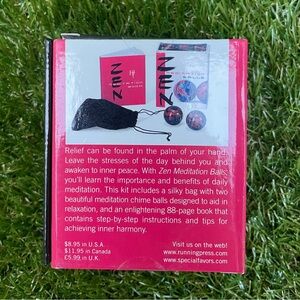 ZEN
ZEN
Relief can be found in the palm of your hand.
Leave the stresses of the day behind you and
awaken to inner peace. With Zen Meditation Balls,
you'll learn the importance and benefits of daily
meditation. This kit includes a silky bag with two
beautiful meditation chime balls designed to aid in
relaxation, and an enlightening 88-page book that
contains step-by-step instructions and tips for
achieving inner harmony.
$8.95 in U.S.A.
$11.95 in Canada
£5.99 in U.K.
Visit us on the web!
www.runningpress.com
www.specialfavors.com